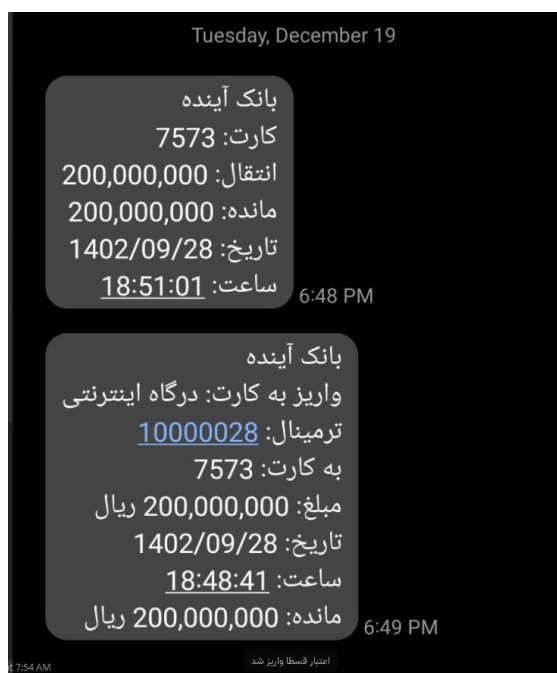 Tuesday, December 19
بانک آینده
کارت: 7573
انتقال: 200,000,000
مانده: 200,000,000
تاریخ: 1402/09/28
ساعت: 18:51:01
6:48 PM
بانک آینده
واریز به کارت: درگاه اینترنتی
ترمینال: 10000028
به کارت: 7573
مبلغ: 200,000,000 ریال
تاریخ: 1402/09/28
ساعت: 18:48:41
مانده: 200,000,000 ریال
6:49 PM
اعتبار قسطا واریز شد
t 7:54 AM